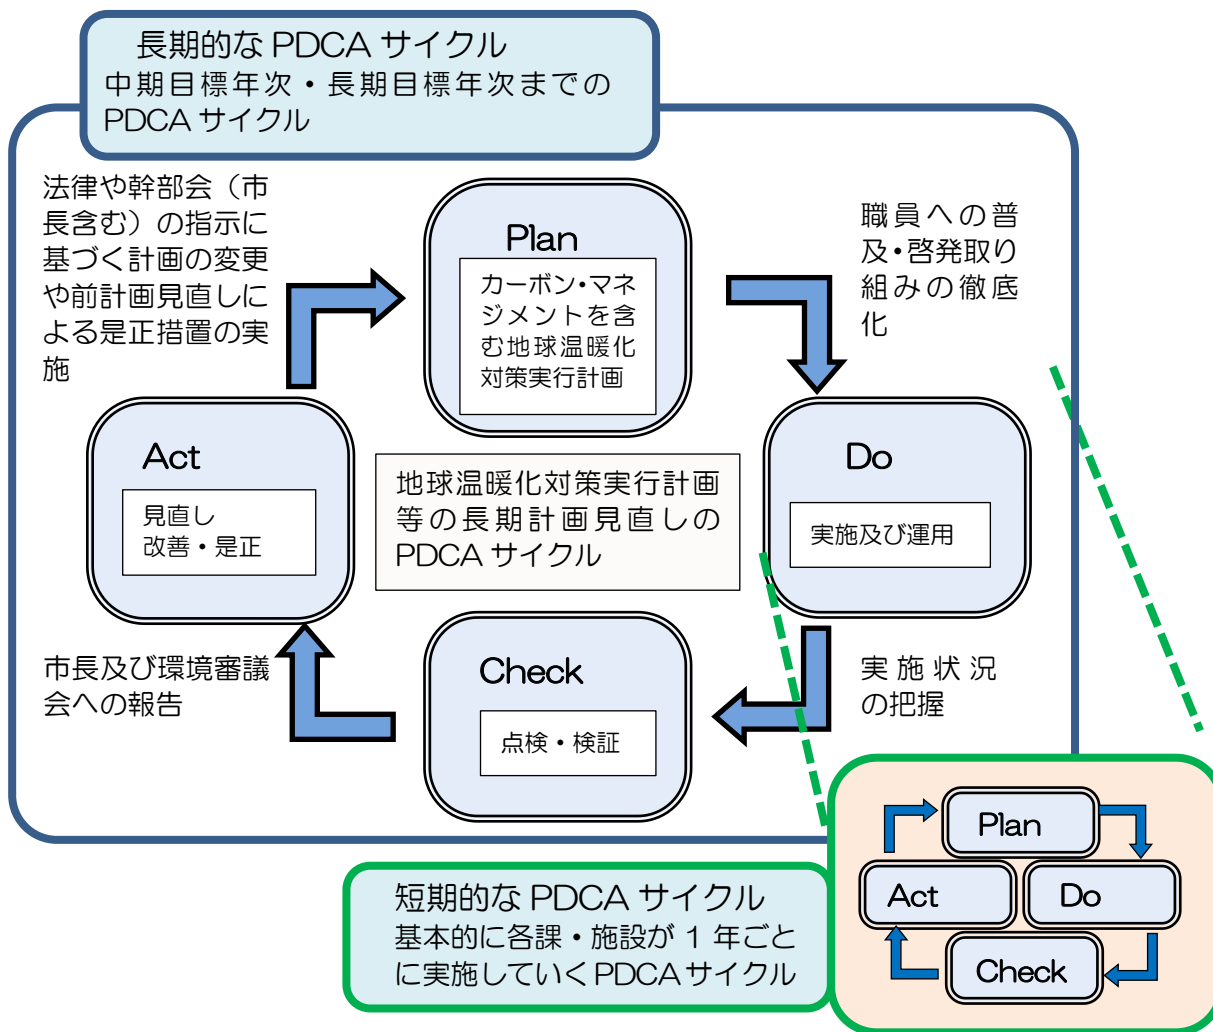 長期的な PDCA サイクル
中期目標年次・長期目標年次までの
PDCA サイクル
法律や幹部会（市
長含む）の指示に
基づく計画の変更
や前計画見直しに
よる是正措置の実
施
Plan
カーボン・マネ
ジメントを含
む地球温暖化
対策実行計画
職員への普
及・啓発取り
組みの徹底
化
Act
見直し
改善・是正
地球温暖化対策実行計画
等の長期計画見直しの
PDCA サイクル
Do
実施及び運用
市長及び環境審議
会への報告
Check
点検・検証
実施状況
の把握
短期的な PDCA サイクル
基本的に各課・施設が 1 年ごと
に実施していく PDCA サイクル
Plan
Act
Do
Check